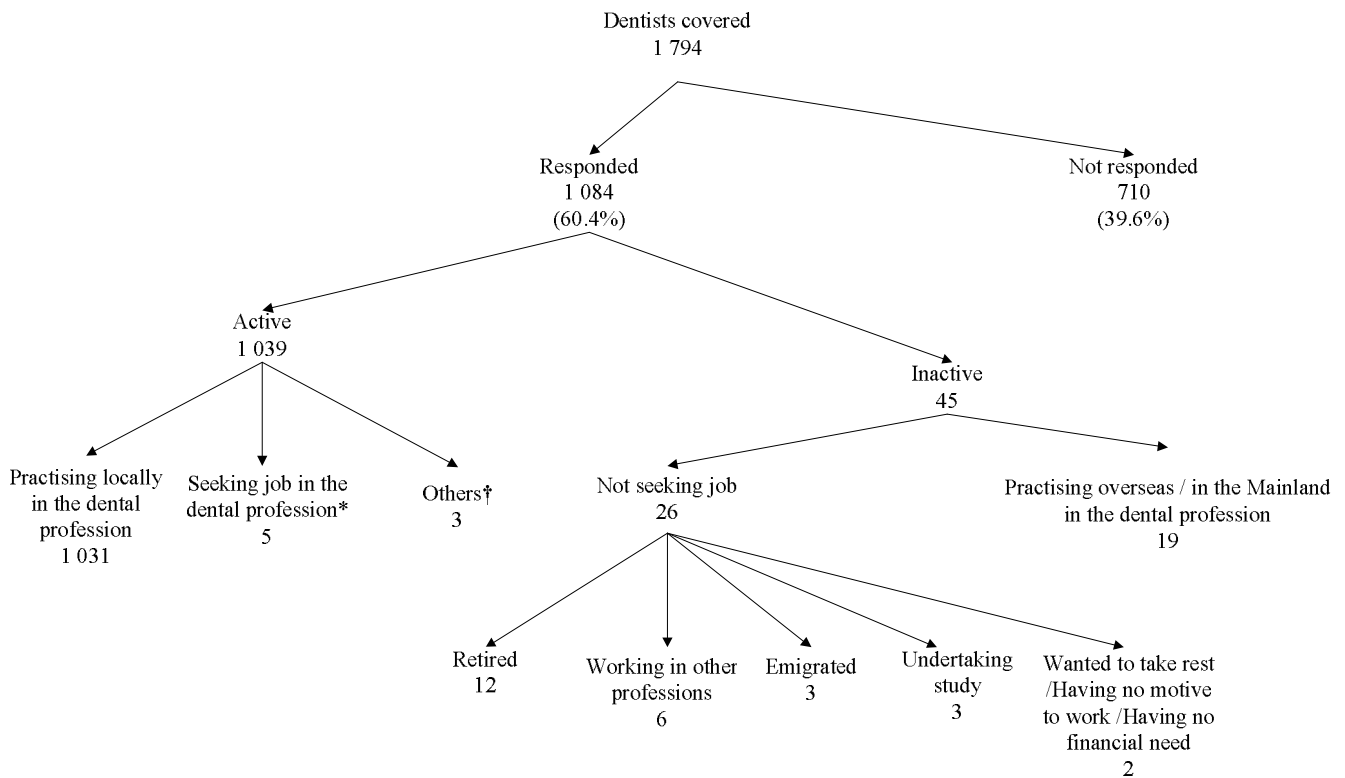 Dentists covered
1 794
Responded
1 084
(60.4%)
Not responded
710
(39.6%)
Active
1 039
Inactive
45
Practising locally
in the dental
profession
1 031
Seeking job in the
dental profession*
5
Others†
3
Not seeking job
26
Practising overseas / in the Mainland
in the dental profession
19
Retired
12
Working in other
professions
6
Emigrated
3
Undertaking
study
3
Wanted to take rest
/Having no motive
to work /Having no
financial need
2